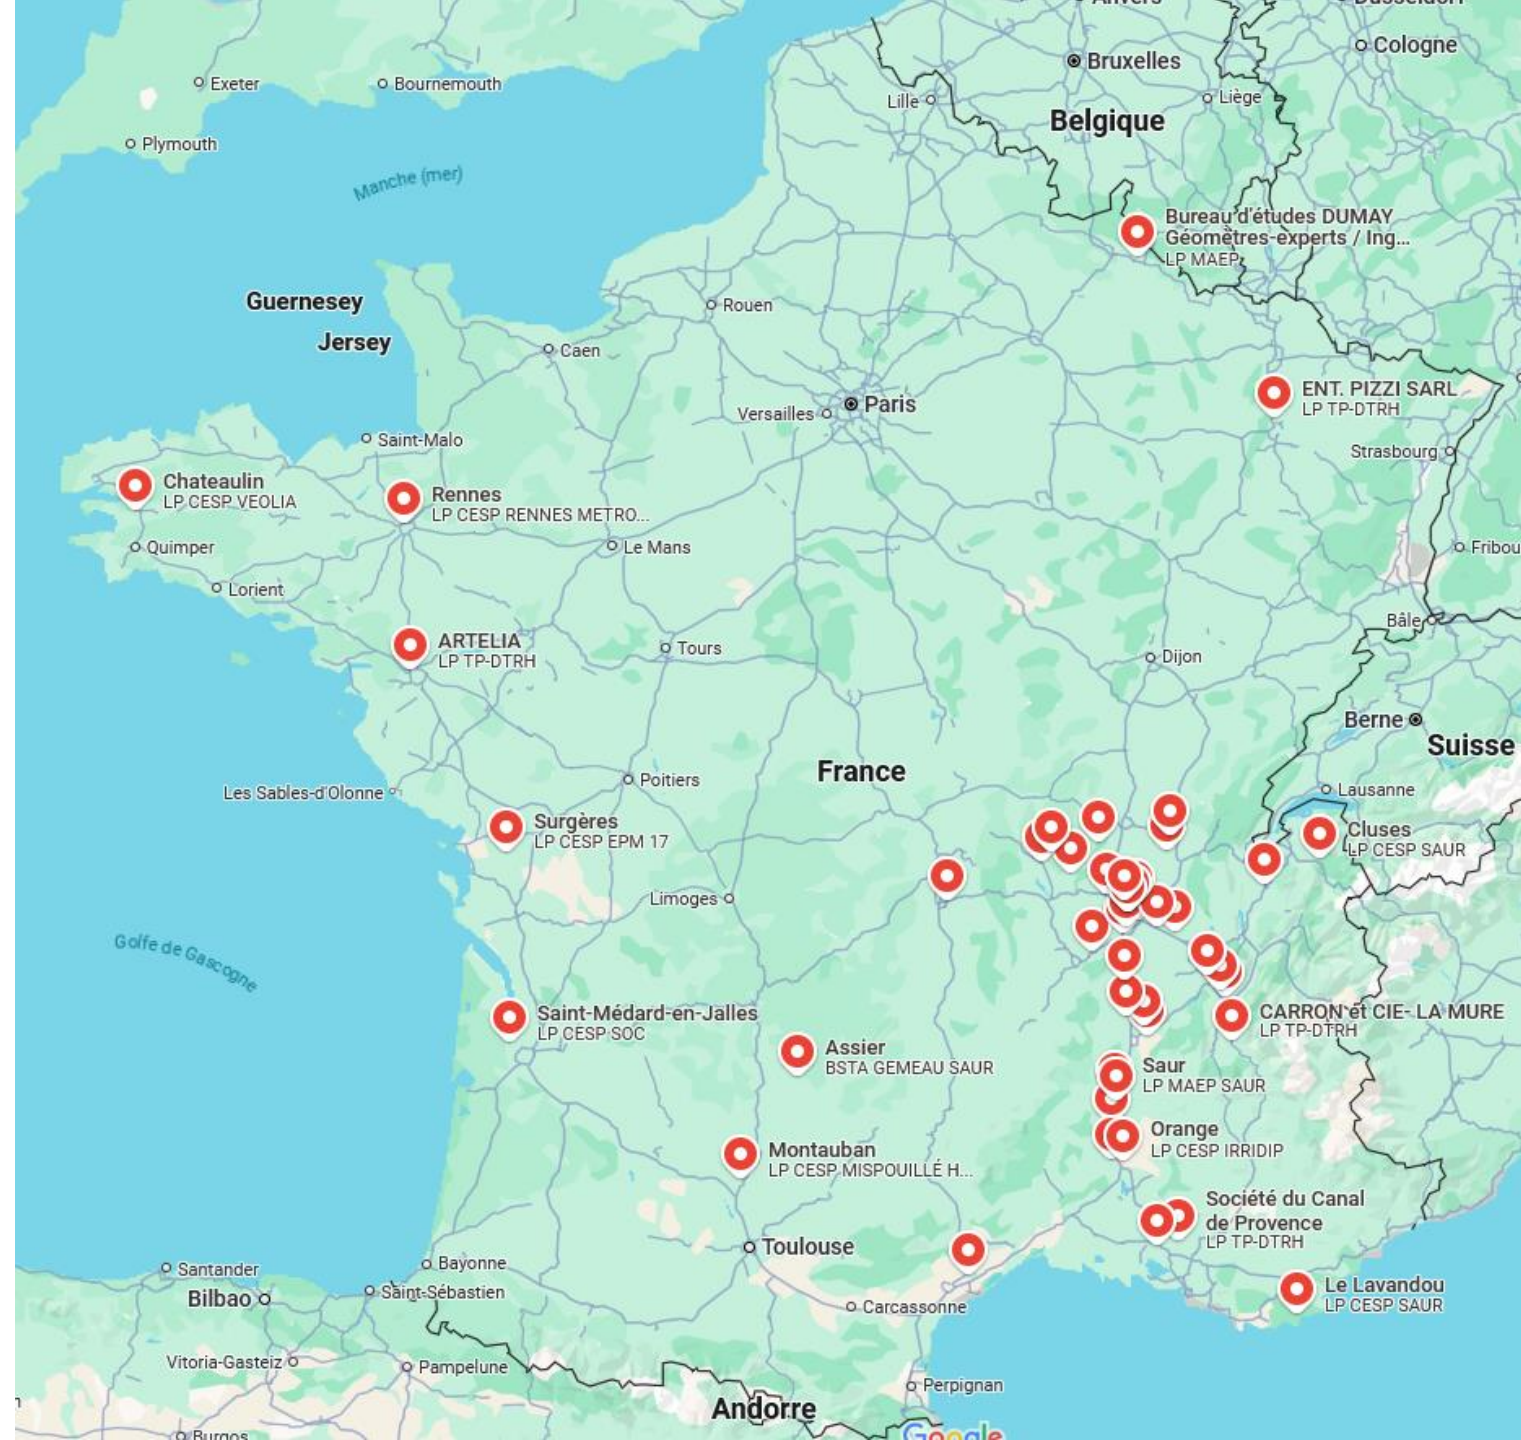 Anvers
Düsseldorf
Cologne
Bruxelles
Exeter
Bournemouth
Lille
Liège
Belgique
Plymouth
Manche (mer)
Bureau d'études DUMAY
Géomètres-experts / Ing...
LP MAEP
Guernesey
Rouen
Jersey
Caen
ENT. PIZZI SARL
LP TP-DTRH
Versailles
Paris
Saint-Malo
Strasbourg
Chateaulin
LP CESP VEOLIA
Rennes
LP CESP RENNES METRO...
Quimper
Le Mans
Fribou
Lorient
Bâle
ARTELIA
LP TP-DTRH
Tours
Dijon
Berne
Suisse
France
Poitiers
Les Sables-d'Olonne
Lausanne
Surgères
LP CESP EPM 17
Cluses
LP CESP SAUR
Limoges
Golfe de Gascogne
Saint-Médard-en-Jalles
LP CESP SOC
CARRON et CIE- LA MURE
LP TP-DTRH
Assier
BSTA GEMEAU SAUR
Saur
LP MAEP SAUR
Orange
LP CESP IRRIDIP
Montauban
LP CESP MISPOUILLÉ H...
Société du Canal
de Provence
LP TP-DTRH
Toulouse
Bayonne
Santander
Saint-Sébastien
Bilbao
Carcassonne
Le Lavandou
LP CESP SAUR
Vitoria-Gasteiz
Pampelune
Perpignan
Andorre
Burgos
Google